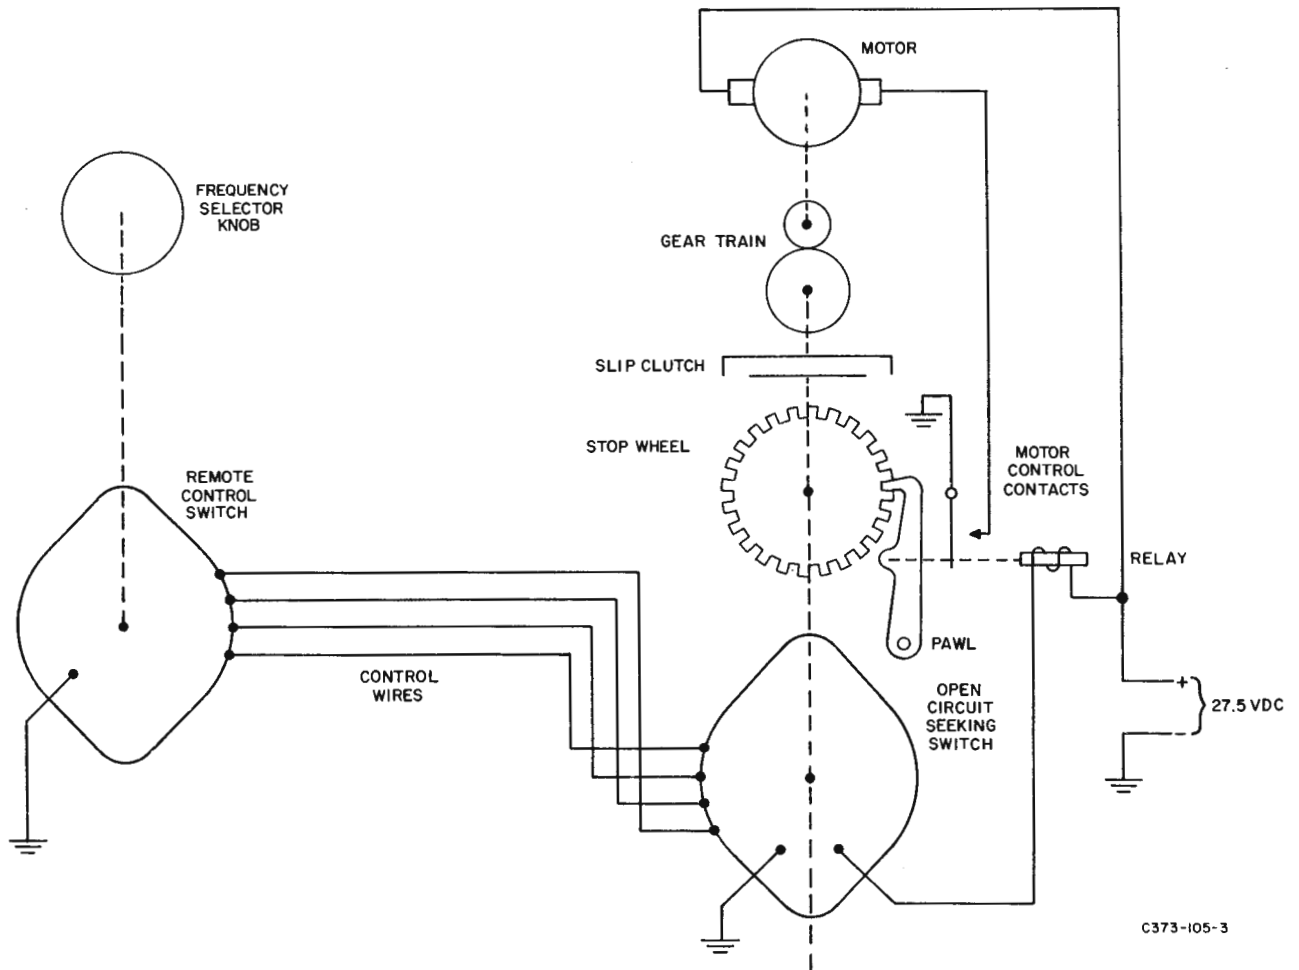 MOTOR
FREQUENCY
SELECTOR
KNOB
GEAR TRAIN
SLIP CLUTCH
STOP WHEEL
MOTOR
CONTROL
CONTACTS
REMOTE
CONTROL
SWITCH
RELAY
PAWL
CONTROL
WIRES
OPEN
CIRCUIT
SEEKING
SWITCH
+
27.5 VDC
-
C373-105-3